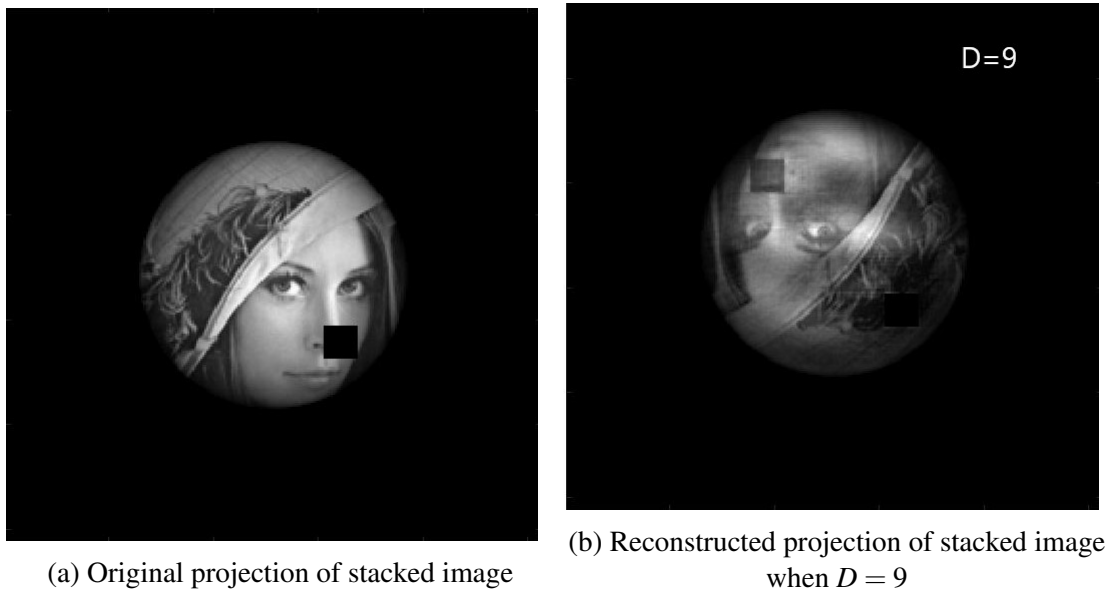 D=9
(a) Original projection of stacked image
(b) Reconstructed projection of stacked image
when D = 9